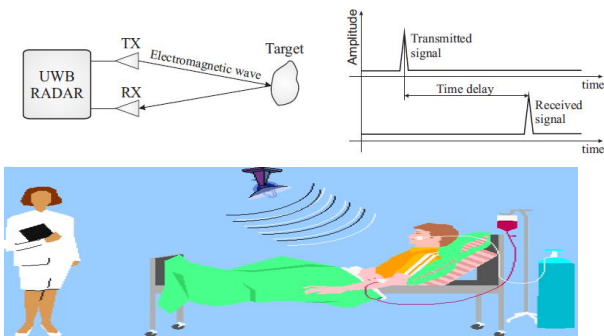 TX
Electromagnetic wave
Target
UWB
RADAR
RX
Amplitude
Transmitted
signal
time
Time delay
Received
signal
time